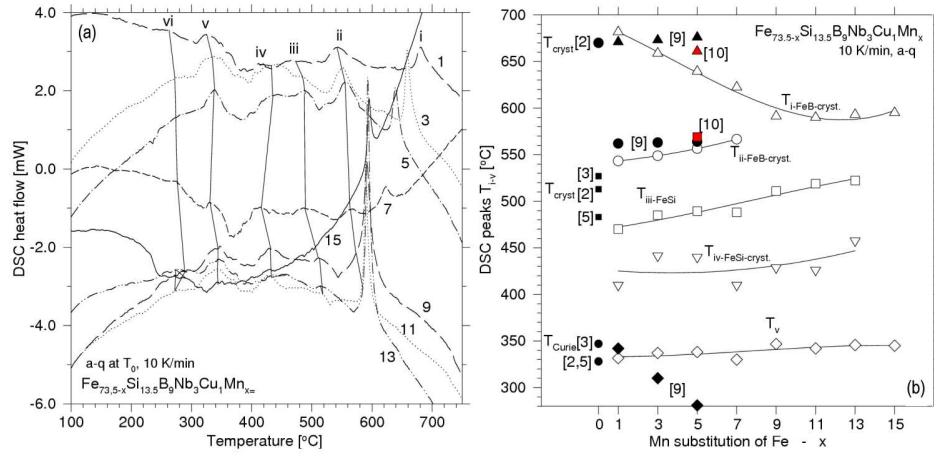 (a)
vi
v
iv
iii
ii
i
1
3
5
7
15
9
11
13
4.0
2.0
0.0
-2.0
-4.0
-6.0
DSC heat flow [mW]
a-q at T0, 10 K/min
Fe73,5-xSi13.5B9Nb3Cu1Mnx=
100 200 300 400 500 600 700
Temperature [°C]
700
650
600
550
500
450
400
350
300
DSC peaks Ti-v [°C]
Fe73.5-xSi13.5B9Nb3Cu1Mnx
10 K/min, a-q
Tcryst [2]
[9]
[10]
Ti-FeB-cryst.
[9]
[10]
Tii-FeB-cryst.
[3]
Tcryst [2]
[5]
Tiii-FeSi
Tiv-FeSi-cryst.
Tv
TCurie [3]
[2,5]
[9]
(b)
0 1 3 5 7 9 11 13 15
Mn substitution of Fe - x